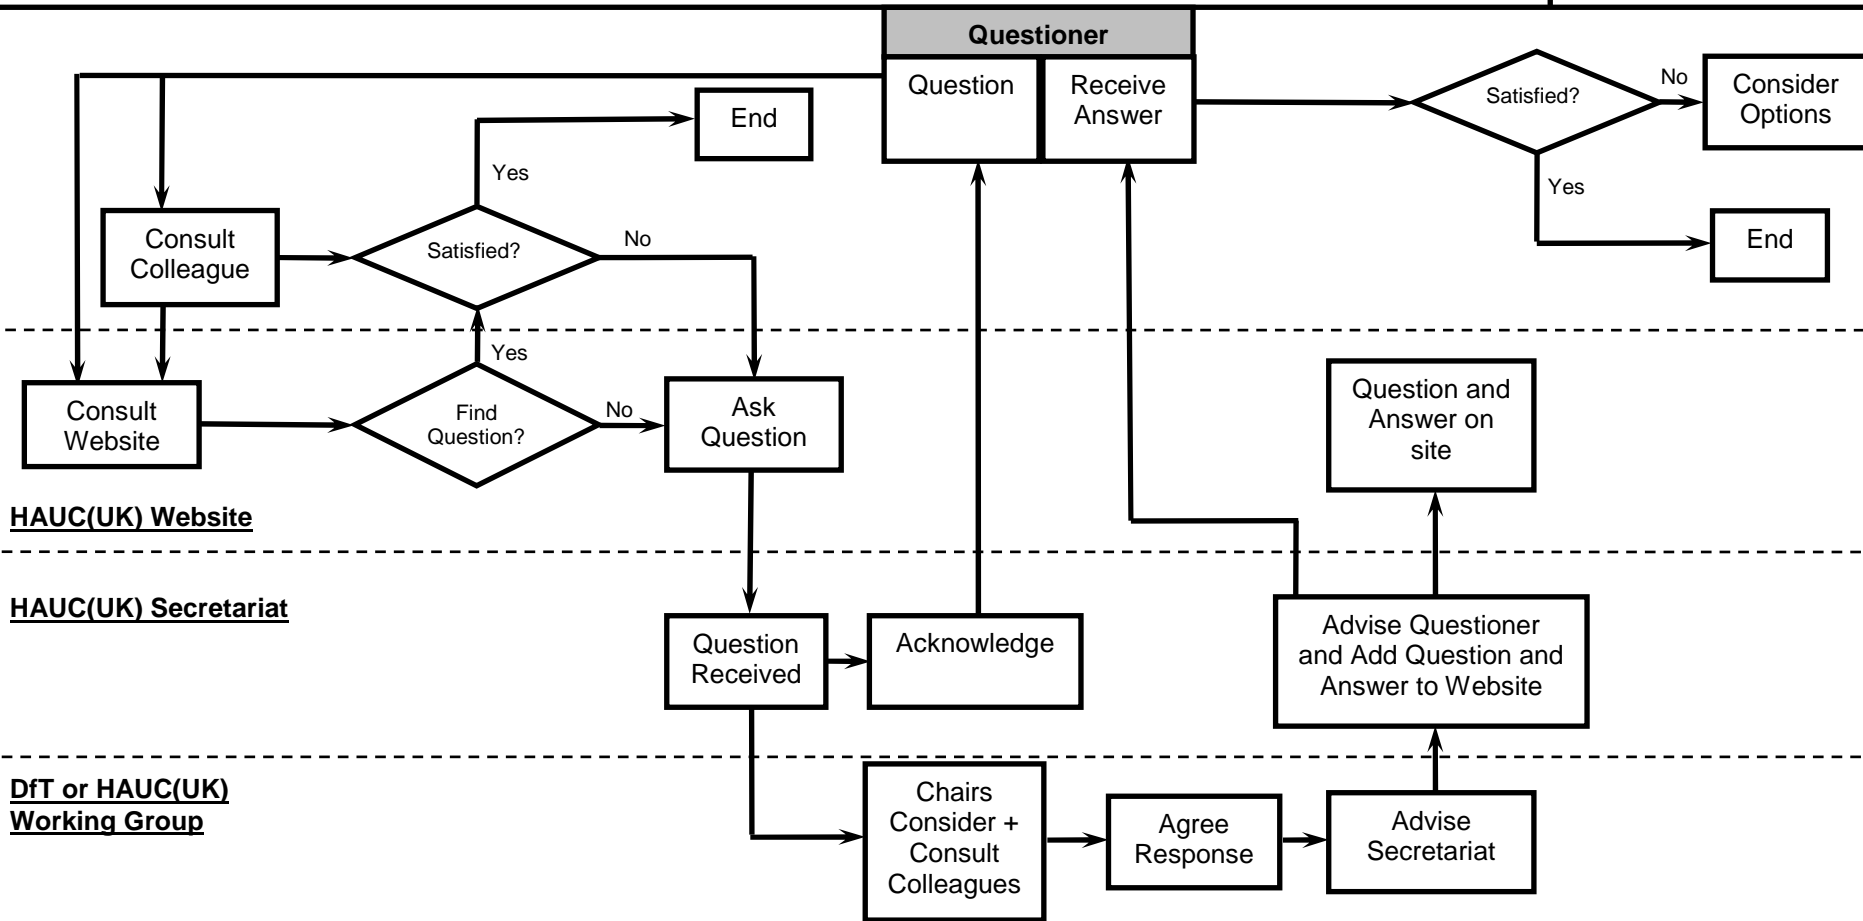 Questioner
Question
Receive
Answer
Satisfied?
No
Consider
Options
Yes
End
End
Yes
Consult
Colleague
Satisfied?
No
Yes
Consult
Website
Find
Question?
No
Ask
Question
Question and
Answer on
site
HAUC(UK) Website
HAUC(UK) Secretariat
Question
Received
Acknowledge
Advise Questioner
and Add Question and
Answer to Website
DfT or HAUC(UK)
Working Group
Chairs
Consider +
Consult
Colleagues
Agree
Response
Advise
Secretariat